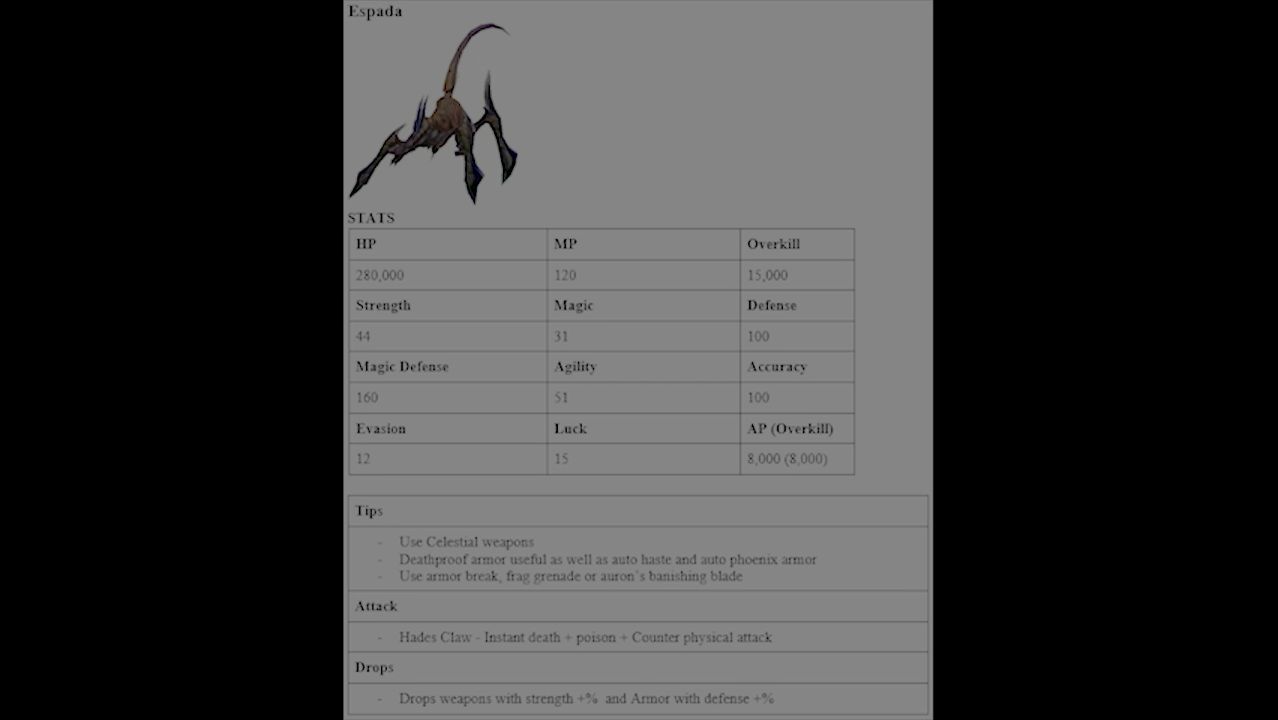 Espada
STATS
HP MP Overkill
280,000 120 15,000
Strength Magic Defense
44 31 100
Magic Defense Agility Accuracy
160 51 100
Evasion Luck AP (Overkill)
12 15 8,000 (8,000)
Tips
- Use Celestial weapons
- Deathproof armor useful as well as auto haste and auto phoenix armor
- Use armor break, frag grenade or auron`s banishing blade
Attack
- Hades Claw - Instant death + poison + Counter physical attack
Drops
- Drops weapons with strength +% and Armor with defense +%